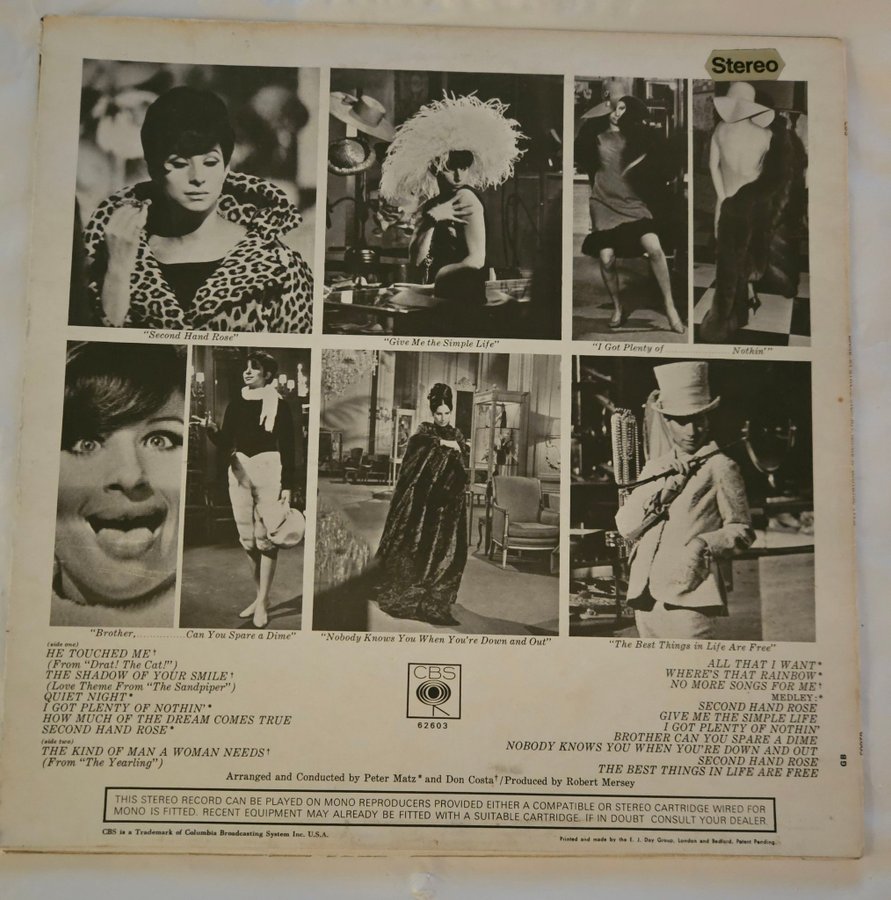 Stereo
"Second Hand Rose"
"Give Me the Simple Life"
"I Got Plenty of.....................Nothin'"
"Brother,..............Can You Spare a Dime"
"Nobody Knows You When You're Down and Out"
"The Best Things in Life Are Free"
(side one)
HE TOUCHED ME†
(From "Drat! The Cat!")
THE SHADOW OF YOUR SMILE†
(Love Theme From "The Sandpiper")
QUIET NIGHT*
I GOT PLENTY OF NOTHIN'*
HOW MUCH OF THE DREAM COMES TRUE
SECOND HAND ROSE*
(side two)
THE KIND OF MAN A WOMAN NEEDS†
(From "The Yearling")
CBS
62603
ALL THAT I WANT*
WHERE'S THAT RAINBOW*
NO MORE SONGS FOR ME†
MEDLEY:*
SECOND HAND ROSE
GIVE ME THE SIMPLE LIFE
I GOT PLENTY OF NOTHIN'
BROTHER CAN YOU SPARE A DIME
NOBODY KNOWS YOU WHEN YOU'RE DOWN AND OUT
SECOND HAND ROSE
THE BEST THINGS IN LIFE ARE FREE
GB
Arranged and Conducted by Peter Matz* and Don Costa†/Produced by Robert Mersey
THIS STEREO RECORD CAN BE PLAYED ON MONO REPRODUCERS PROVIDED EITHER A COMPATIBLE OR STEREO CARTRIDGE WIRED FOR
MONO IS FITTED. RECENT EQUIPMENT MAY ALREADY BE FITTED WITH A SUITABLE CARTRIDGE. IF IN DOUBT CONSULT YOUR DEALER.
CBS is a Trademark of Columbia Broadcasting System Inc. U.S.A.
Printed and made by the E. J. Day Group, London and Bedford. Patent Pending.